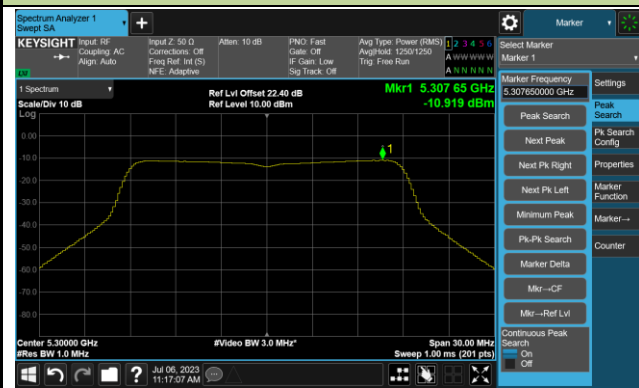 Spectrum Analyzer 1
Swept SA
+
Marker
KEYSIGHT
Input: RF
Coupling: AC
Align: Auto
Input Z: 50 Ω
Corrections: Off
Freq Ref: Int (S)
NFE: Adaptive
Atten: 10 dB
PNO: Fast
Gate: Off
IF Gain: Low
Sig Track: Off
Avg Type: Power (RMS)
Avg|Hold: 1250/1250
Trig: Free Run
1 2 3 4 5 6
A W W W W W
A N N N N N
LV
Select Marker
Marker 1
1 Spectrum
Scale/Div 10 dB
Log
Ref Lvl Offset 22.40 dB
Ref Level 10.00 dBm
Mkr1 5.307 65 GHz
-10.919 dBm
1
0.00
-10.0
-20.0
-30.0
-40.0
-50.0
-60.0
-70.0
-80.0
Center 5.30000 GHz
#Res BW 1.0 MHz
#Video BW 3.0 MHz*
Span 30.00 MHz
Sweep 1.00 ms (201 pts)
Marker Frequency
5.307650000 GHz
Peak Search
Next Peak
Next Pk Right
Next Pk Left
Minimum Peak
Pk-Pk Search
Marker Delta
Mkr→CF
Mkr→Ref Lvl
Continuous Peak
Search
On
Off
Settings
Peak
Search
Pk Search
Config
Properties
Marker
Function
Marker→
Counter
?
Jul 06, 2023
11:17:07 AM